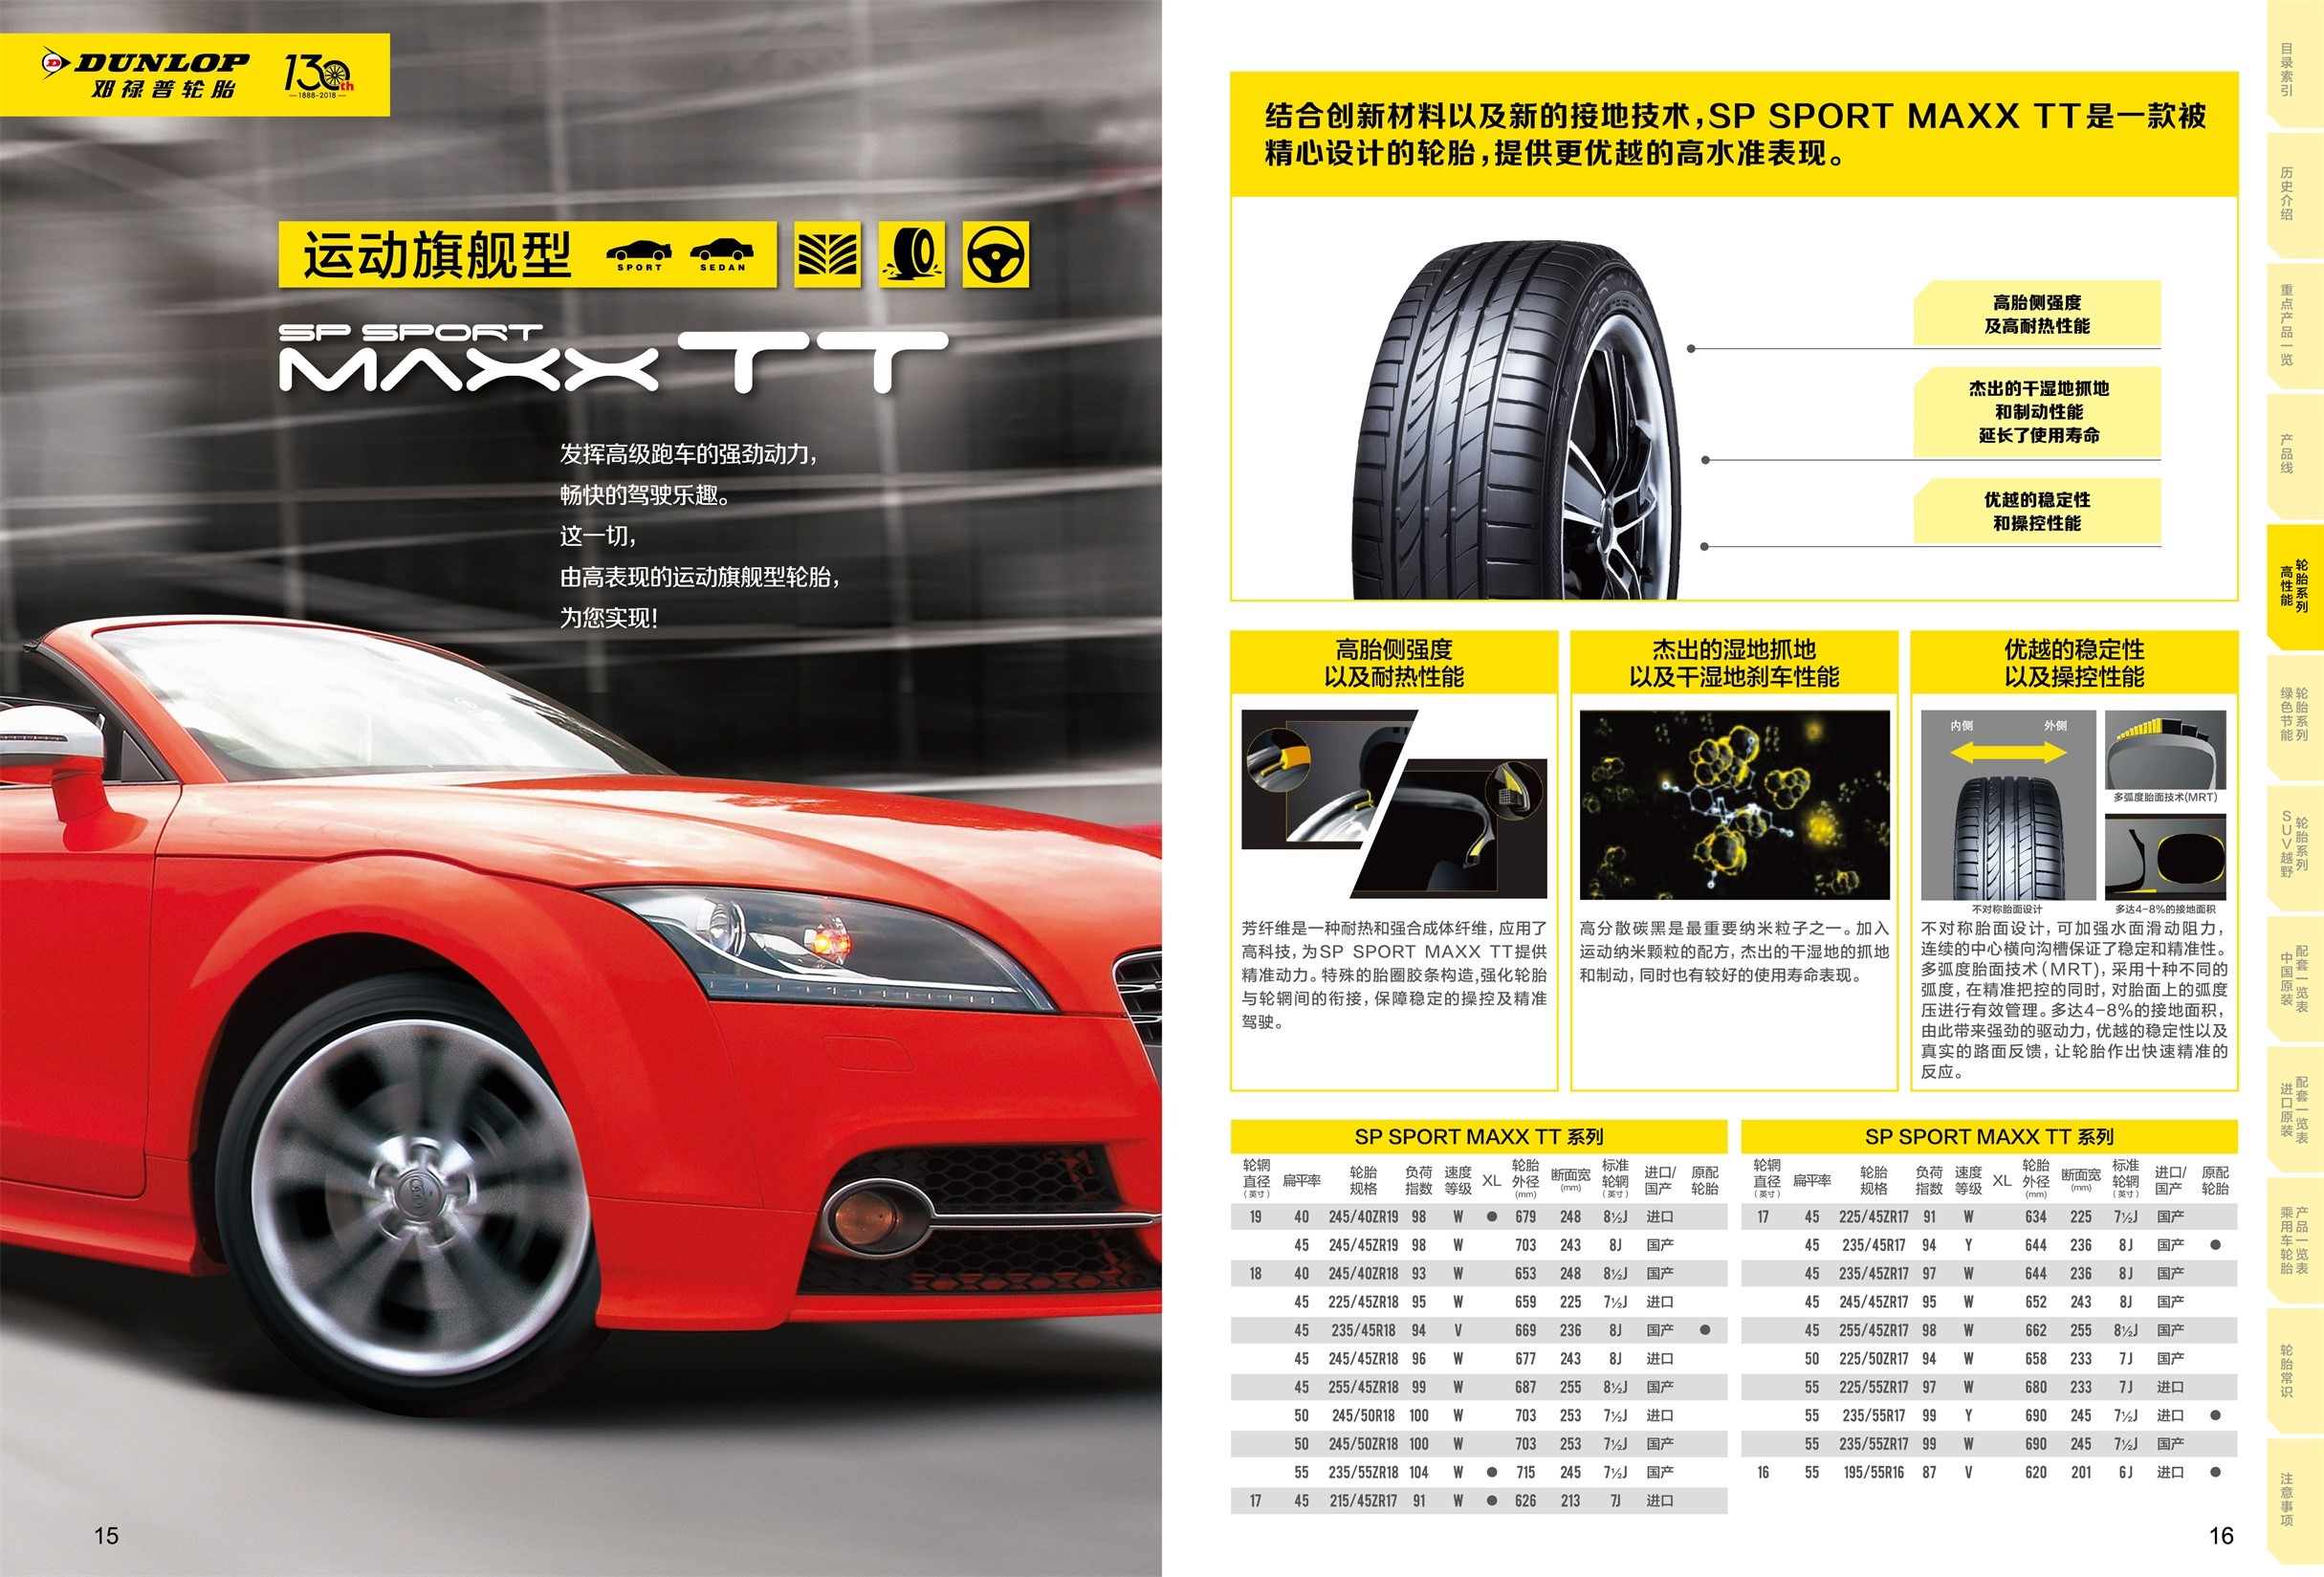 DUNLOP
邓禄普轮胎
130th
1888-2018
运动旗舰型
SPORT
SEDAN
SP SPORT
MAXX TT
发挥高级跑车的强劲动力，
畅快的驾驶乐趣。
这一切，
由高表现的运动旗舰型轮胎，
为您实现！
15
结合创新材料以及新的接地技术，SP SPORT MAXX TT是一款被
精心设计的轮胎，提供更优越的高水准表现。
高胎侧强度
及高耐热性能
杰出的干湿地抓地
和制动性能
延长了使用寿命
优越的稳定性
和操控性能
高胎侧强度
以及耐热性能
芳纤维是一种耐热和强合成体纤维，应用了
高科技，为SP SPORT MAXX TT提供
精准动力。特殊的胎圈胶条构造,强化轮胎
与轮辋间的衔接，保障稳定的操控及精准
驾驶。
杰出的湿地抓地
以及干湿地刹车性能
高分散碳黑是最重要纳米粒子之一。加入
运动纳米颗粒的配方，杰出的干湿地的抓地
和制动，同时也有较好的使用寿命表现。
优越的稳定性
以及操控性能
内侧 外侧
不对称胎面设计
多弧度胎面技术(MRT)
多达4-8%的接地面积
不对称胎面设计，可加强水面滑动阻力，
连续的中心横向沟槽保证了稳定和精准性。
多弧度胎面技术（MRT），采用十种不同的
弧度，在精准把控的同时，对胎面上的弧度
压进行有效管理。多达4-8%的接地面积，
由此带来强劲的驱动力，优越的稳定性以及
真实的路面反馈，让轮胎作出快速精准的
反应。
SP SPORT MAXX TT 系列
轮辋直径（英寸） 扁平率 轮胎规格 负荷指数 速度等级 XL 轮胎外径(mm) 断面宽(mm) 标准轮辋（英寸） 进口/国产 原配轮胎
19 40 245/40ZR19 98 W ● 679 248 8½J 进口
45 245/45ZR19 98 W 703 243 8J 国产
18 40 245/40ZR18 93 W 653 248 8½J 国产
45 225/45ZR18 95 W 659 225 7½J 进口
45 235/45R18 94 V 669 236 8J 国产 ●
45 245/45ZR18 96 W 677 243 8J 进口
45 255/45ZR18 99 W 687 255 8½J 国产
50 245/50R18 100 W 703 253 7½J 进口
50 245/50ZR18 100 W 703 253 7½J 国产
55 235/55ZR18 104 W ● 715 245 7½J 国产
17 45 215/45ZR17 91 W ● 626 213 7J 进口
SP SPORT MAXX TT 系列
轮辋直径（英寸） 扁平率 轮胎规格 负荷指数 速度等级 XL 轮胎外径(mm) 断面宽(mm) 标准轮辋（英寸） 进口/国产 原配轮胎
17 45 225/45ZR17 91 W 634 225 7½J 国产
45 235/45R17 94 Y 644 236 8J 国产 ●
45 235/45ZR17 97 W 644 236 8J 国产
45 245/45ZR17 95 W 652 243 8J 国产
45 255/45ZR17 98 W 662 255 8½J 国产
50 225/50ZR17 94 W 658 233 7J 国产
55 225/55ZR17 97 W 680 233 7J 进口
55 235/55R17 99 Y 690 245 7½J 进口 ●
55 235/55ZR17 99 W 690 245 7½J 国产
16 55 195/55R16 87 V 620 201 6J 进口 ●
16
目录索引
历史介绍
重点产品一览
产品线
轮胎系列
高性能
轮胎系列
绿色节能
轮胎系列
SUV越野
配套一览表
中国原装
配套一览表
进口原装
产品一览表
乘用车轮胎
轮胎常识
注意事项